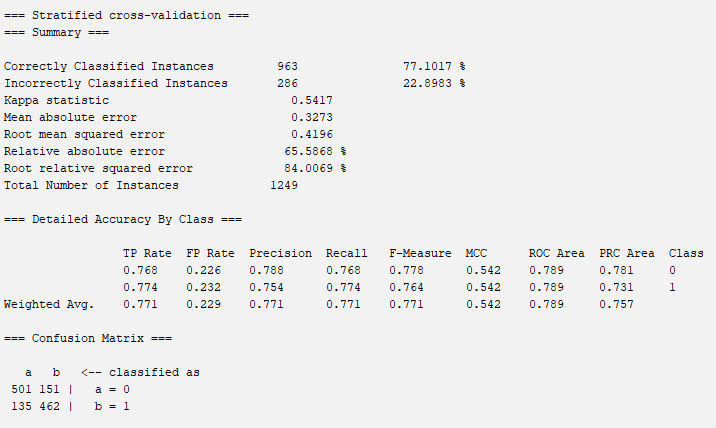 === Stratified cross-validation ===
=== Summary ===
Correctly Classified Instances 963 77.1017 %
Incorrectly Classified Instances 286 22.8983 %
Kappa statistic 0.5417
Mean absolute error 0.3273
Root mean squared error 0.4196
Relative absolute error 65.5868 %
Root relative squared error 84.0069 %
Total Number of Instances 1249
=== Detailed Accuracy By Class ===
TP Rate FP Rate Precision Recall F-Measure MCC ROC Area PRC Area Class
0.768 0.226 0.788 0.768 0.778 0.542 0.789 0.781 0
0.774 0.232 0.754 0.774 0.764 0.542 0.789 0.731 1
Weighted Avg. 0.771 0.229 0.771 0.771 0.771 0.542 0.789 0.757
=== Confusion Matrix ===
a b <-- classified as
501 151 | a = 0
135 462 | b = 1